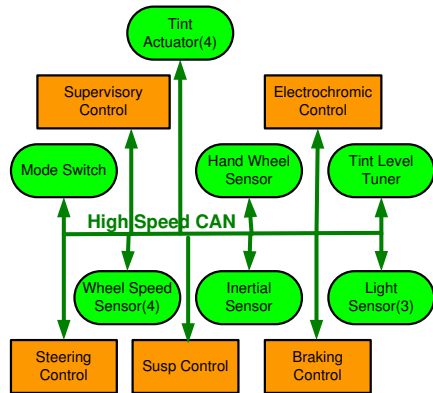 Tint
Actuator(4)
Supervisory
Control
Electrochromic
Control
Mode Switch
Hand Wheel
Sensor
Tint Level
Tuner
High Speed CAN
Wheel Speed
Sensor(4)
Inertial
Sensor
Light
Sensor(3)
Steering
Control
Susp Control
Braking
Control